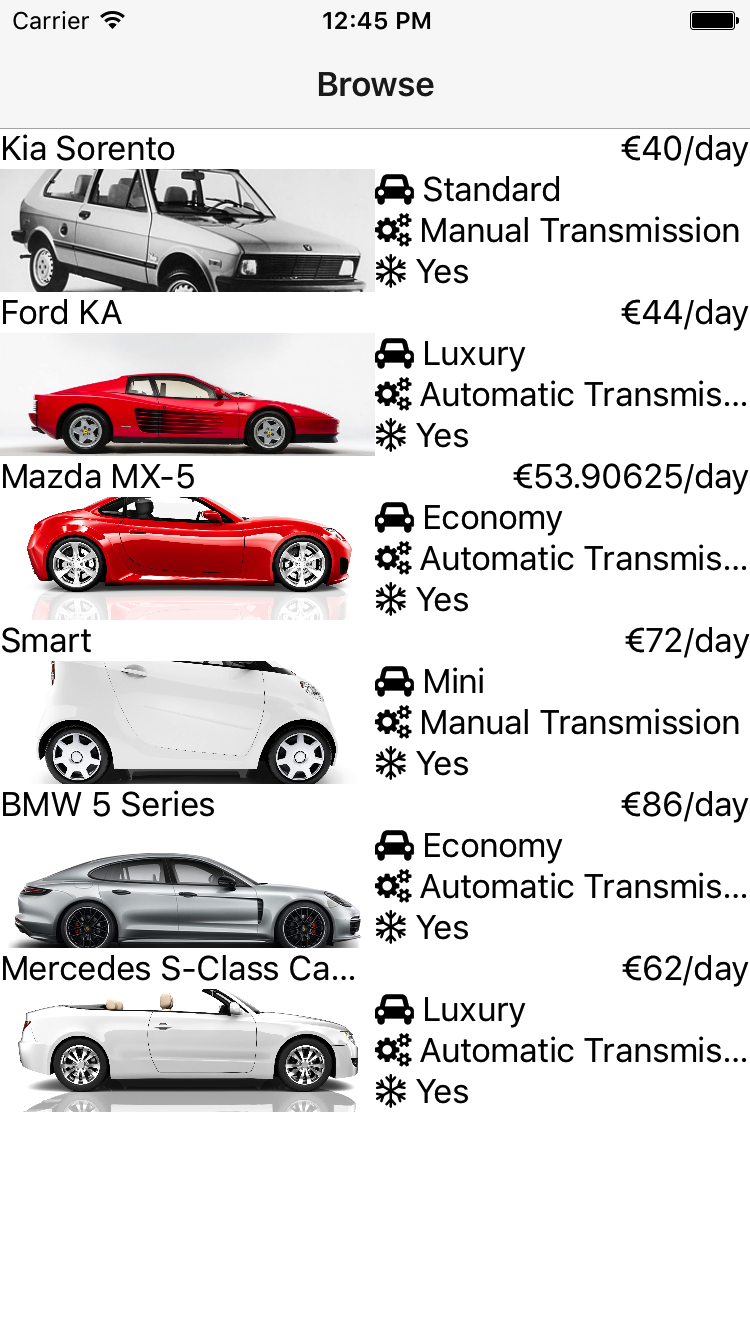 Carrier 12:45 PM
Browse
Kia Sorento €40/day
Standard
Manual Transmission
Yes
Ford KA €44/day
Luxury
Automatic Transmis...
Yes
Mazda MX-5 €53.90625/day
Economy
Automatic Transmis...
Yes
Smart €72/day
Mini
Manual Transmission
Yes
BMW 5 Series €86/day
Economy
Automatic Transmis...
Yes
Mercedes S-Class Ca... €62/day
Luxury
Automatic Transmis...
Yes